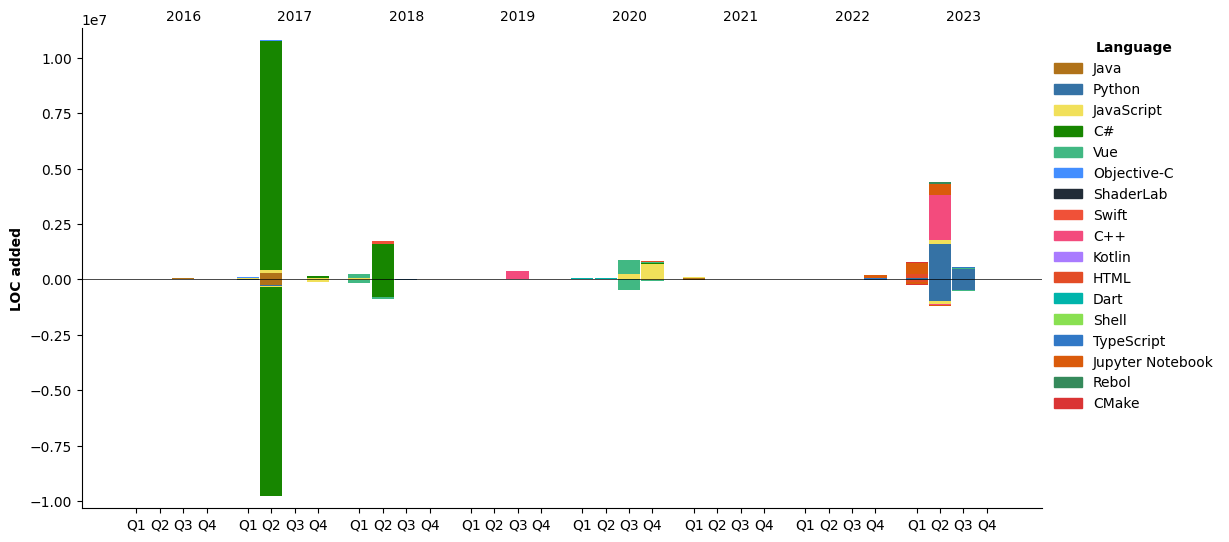 2016 2017 2018 2019 2020 2021 2022 2023
1e7
1.00
0.75
0.50
0.25
0.00
−0.25
−0.50
−0.75
−1.00
LOC added
Q1 Q2 Q3 Q4 Q1 Q2 Q3 Q4 Q1 Q2 Q3 Q4 Q1 Q2 Q3 Q4 Q1 Q2 Q3 Q4 Q1 Q2 Q3 Q4 Q1 Q2 Q3 Q4 Q1 Q2 Q3 Q4
Language
Java
Python
JavaScript
C#
Vue
Objective-C
ShaderLab
Swift
C++
Kotlin
HTML
Dart
Shell
TypeScript
Jupyter Notebook
Rebol
CMake